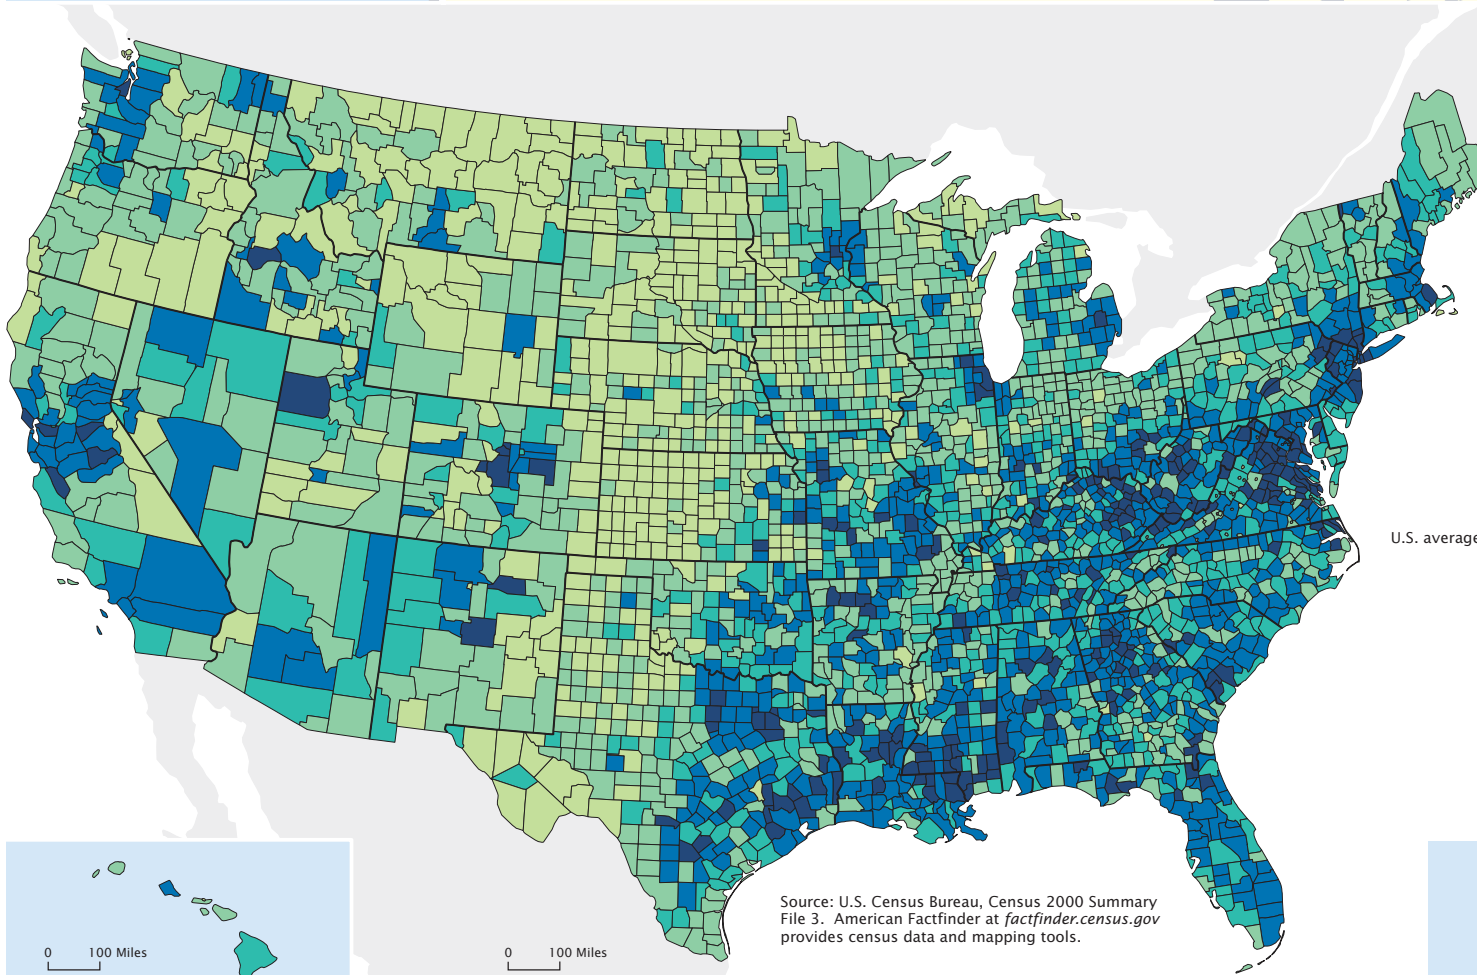 U.S. average
Source: U.S. Census Bureau, Census 2000 Summary
File 3. American Factfinder at factfinder.census.gov
provides census data and mapping tools.
0 100 Miles
0 100 Miles